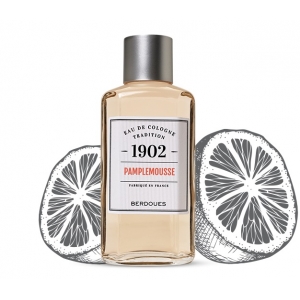 EAU DE COLOGNE
TRADITION
1902
PAMPLEMOUSSE
FABRIQUÉ EN FRANCE
BERDOUES